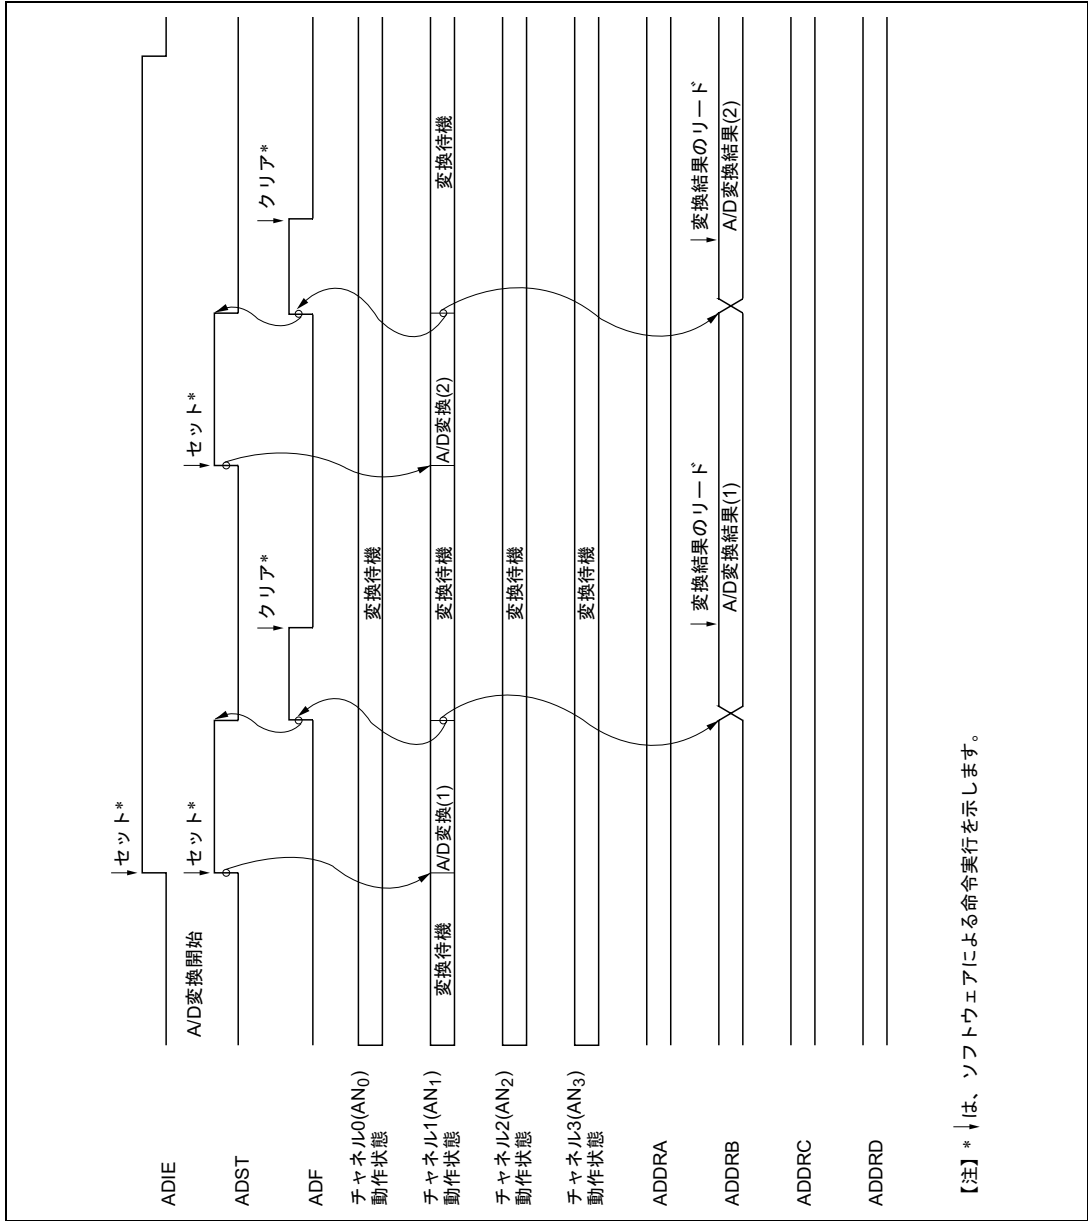 ADIE
セット*
ADST
A/D変換開始
セット*
セット*
ADF
クリア*
クリア*
チャネル0(AN0)
動作状態
変換待機
チャネル1(AN1)
動作状態
変換待機
A/D変換(1)
変換待機
A/D変換(2)
変換待機
チャネル2(AN2)
動作状態
変換待機
チャネル3(AN3)
動作状態
変換待機
ADDRA
ADDRB
変換結果のリード
A/D変換結果(1)
変換結果のリード
A/D変換結果(2)
ADDRC
ADDRD
【注】* ↓は、ソフトウェアによる命令実行を示します。